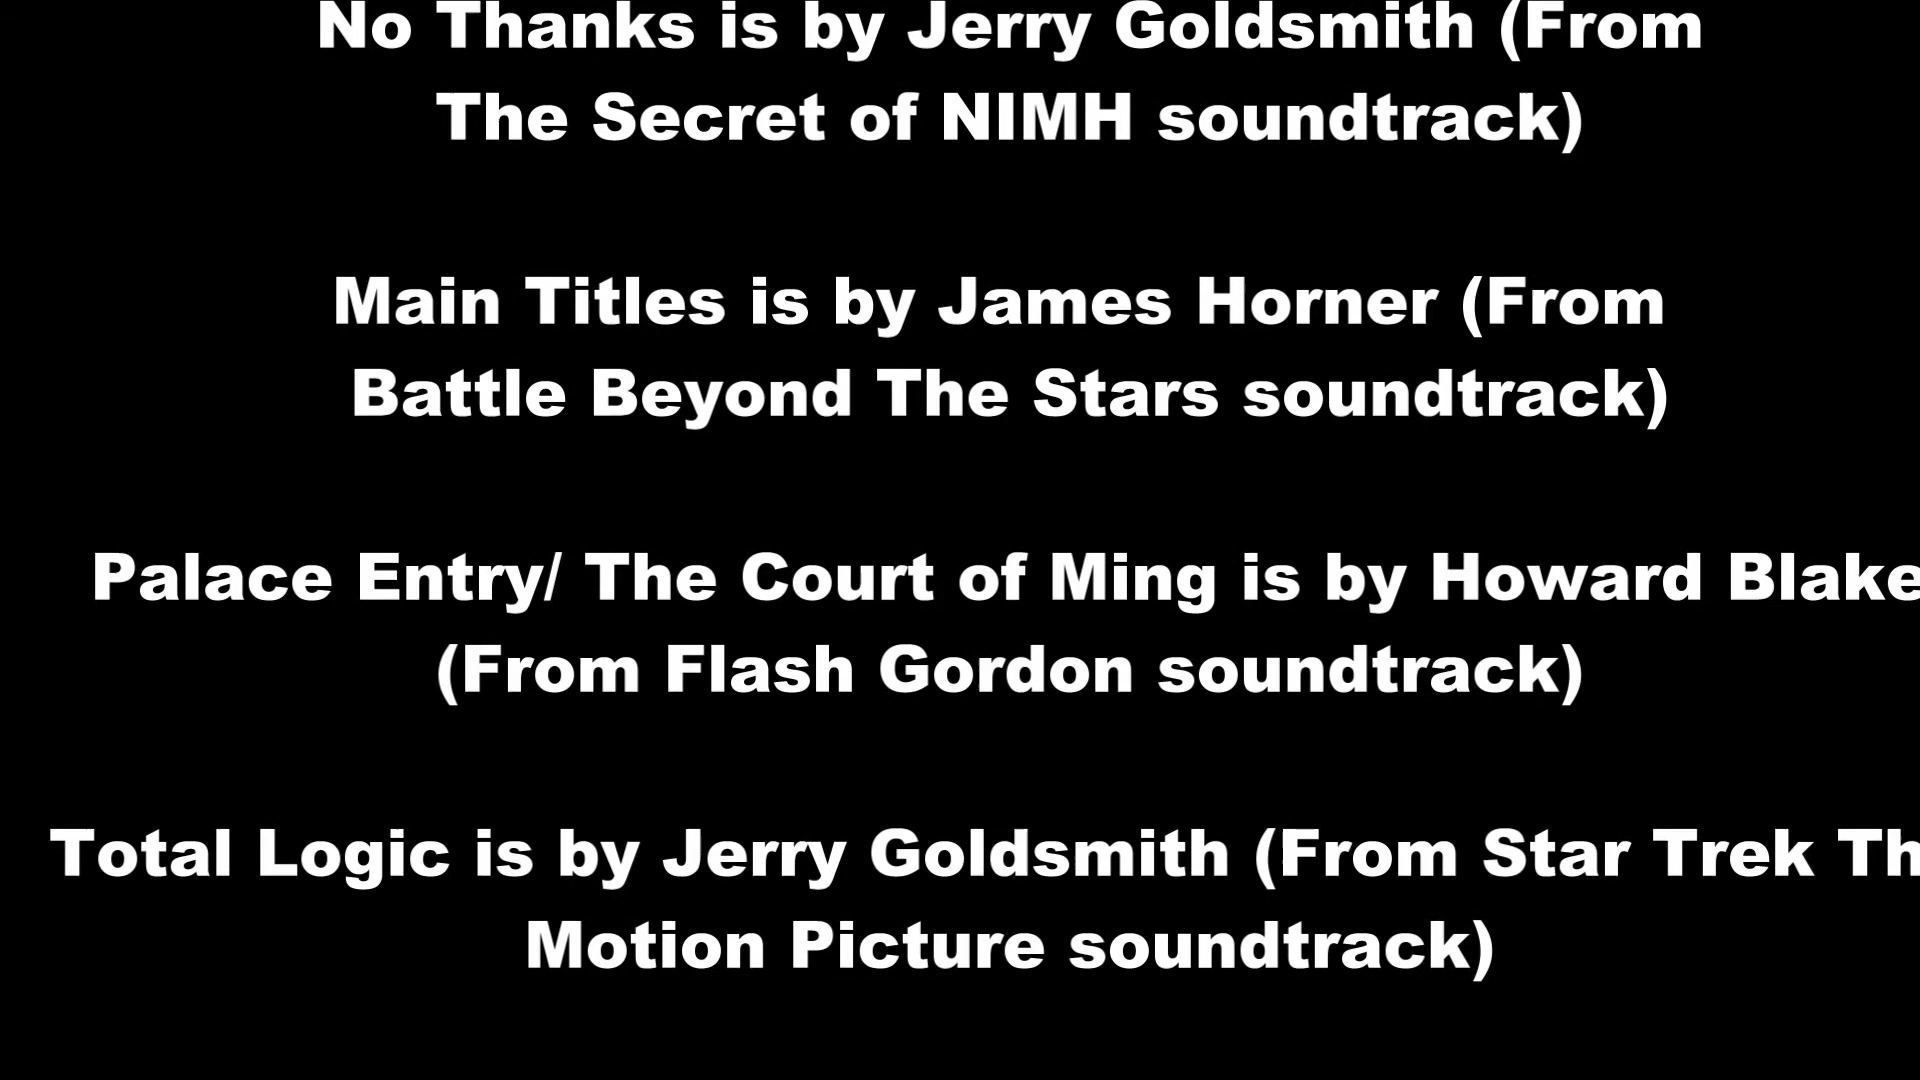 No Thanks is by Jerry Goldsmith (From
The Secret of NIMH soundtrack)
Main Titles is by James Horner (From
Battle Beyond The Stars soundtrack)
Palace Entry/ The Court of Ming is by Howard Blake
(From Flash Gordon soundtrack)
Total Logic is by Jerry Goldsmith (From Star Trek Th
Motion Picture soundtrack)